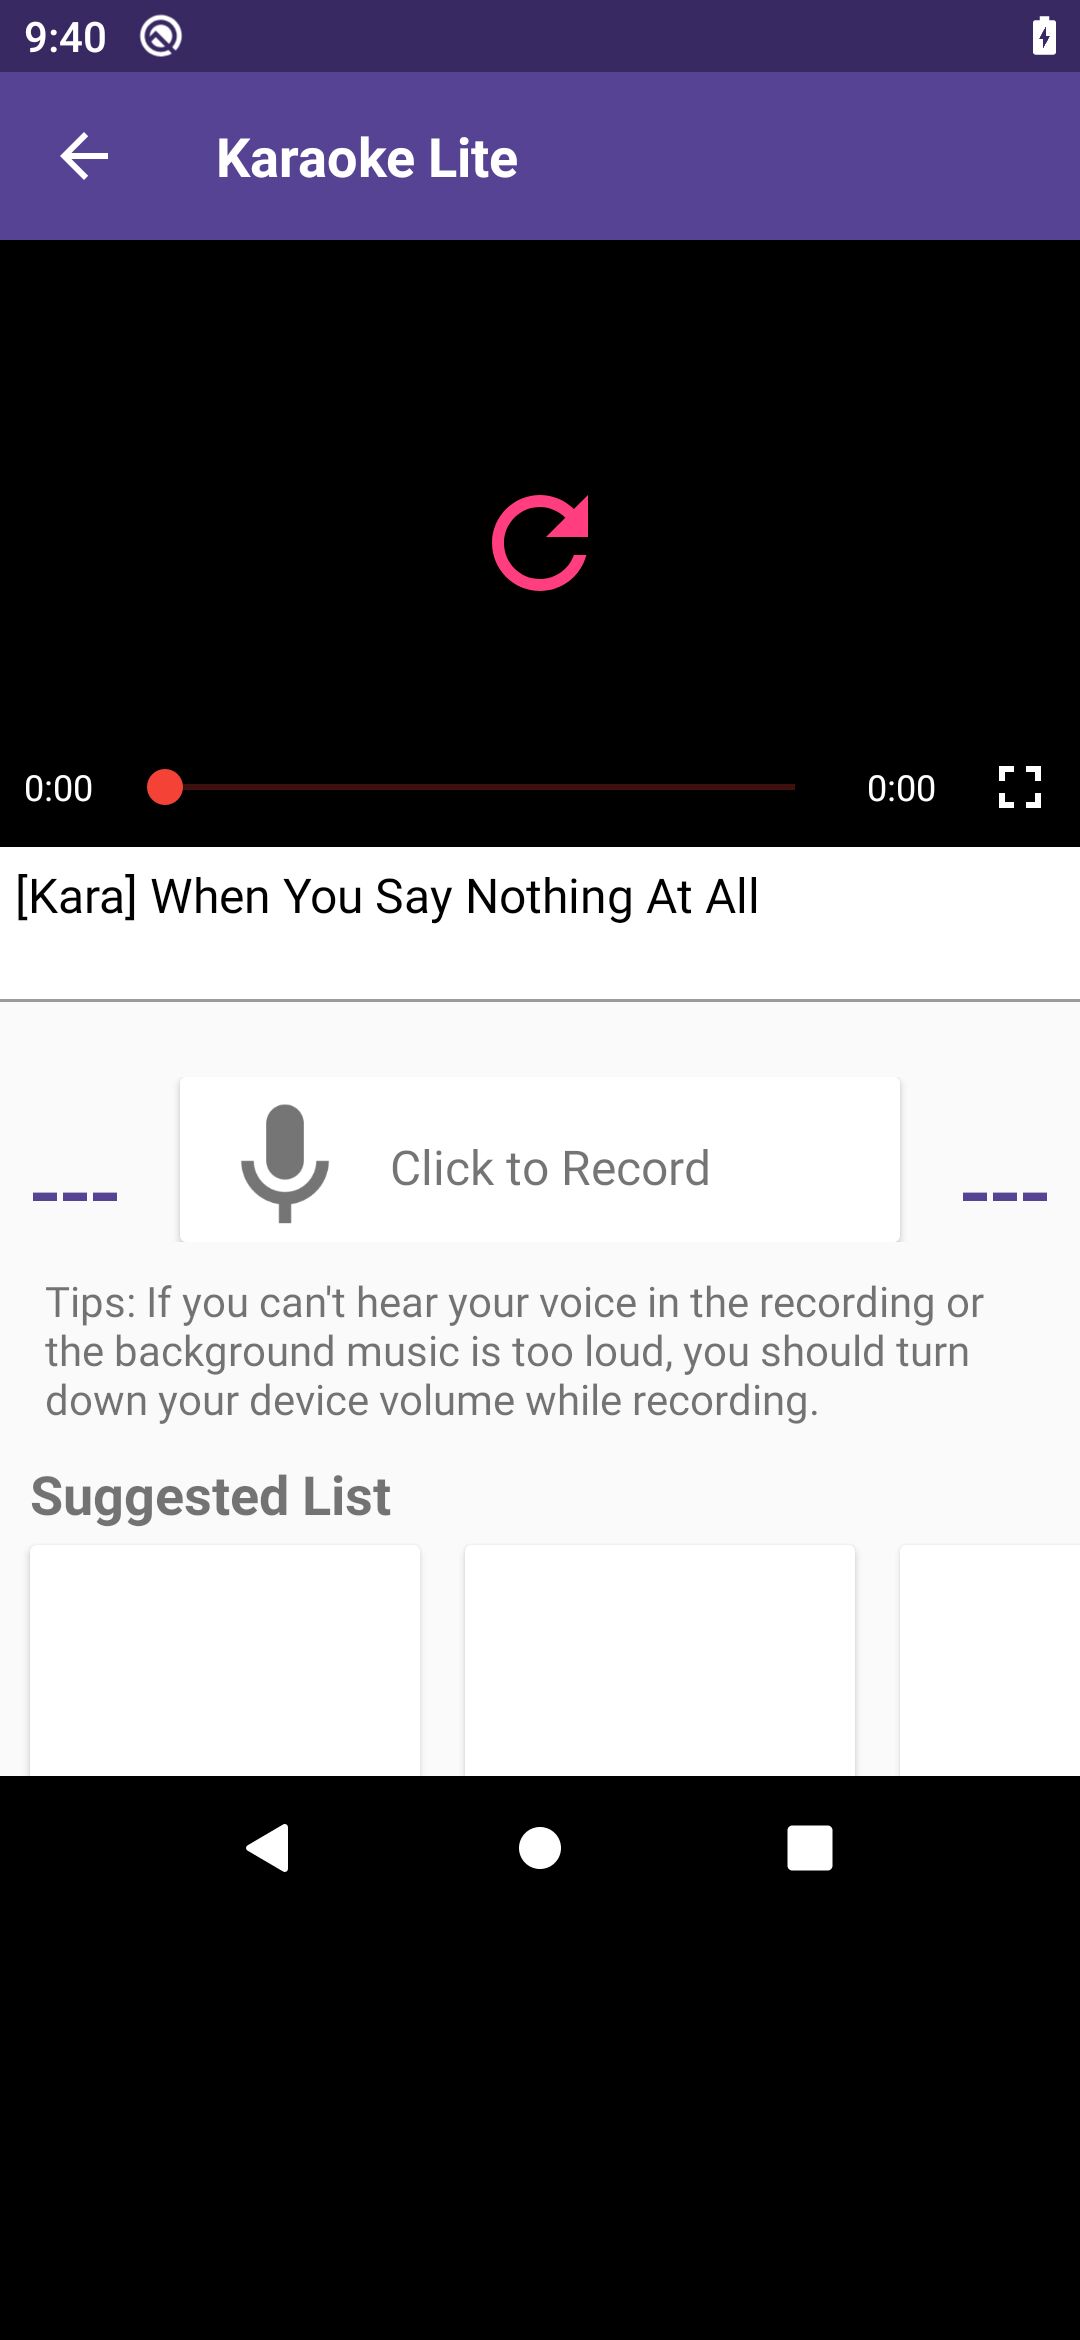 9:40
Karaoke Lite
0:00
0:00
[Kara] When You Say Nothing At All
---
Click to Record
---
Tips: If you can't hear your voice in the recording or
the background music is too loud, you should turn
down your device volume while recording.
Suggested List